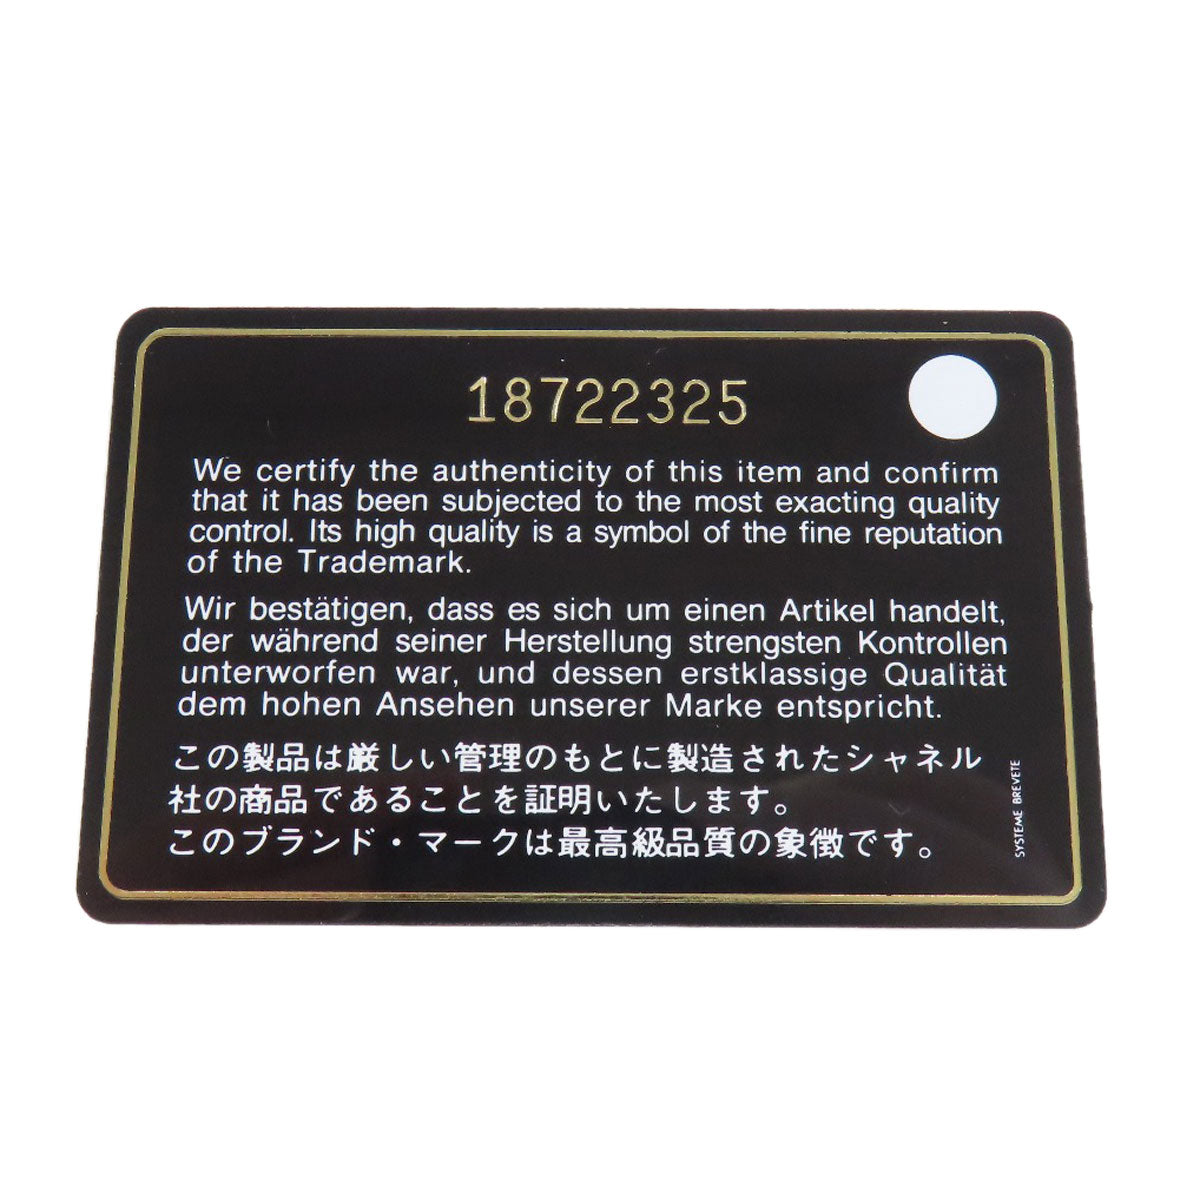 18722325
We certify the authenticity of this item and confirm
that it has been subjected to the most exacting quality
control. Its high quality is a symbol of the fine reputation
of the Trademark.
Wir bestätigen, dass es sich um einen Artikel handelt,
der während seiner Herstellung strengsten Kontrollen
unterworfen war, und dessen erstklassige Qualität
dem hohen Ansehen unserer Marke entspricht.
この製品は厳しい管理のもとに製造されたシャネル
社の商品であることを証明いたします。
このブランド・マークは最高級品質の象徴です。
SYSTEME BREVETE